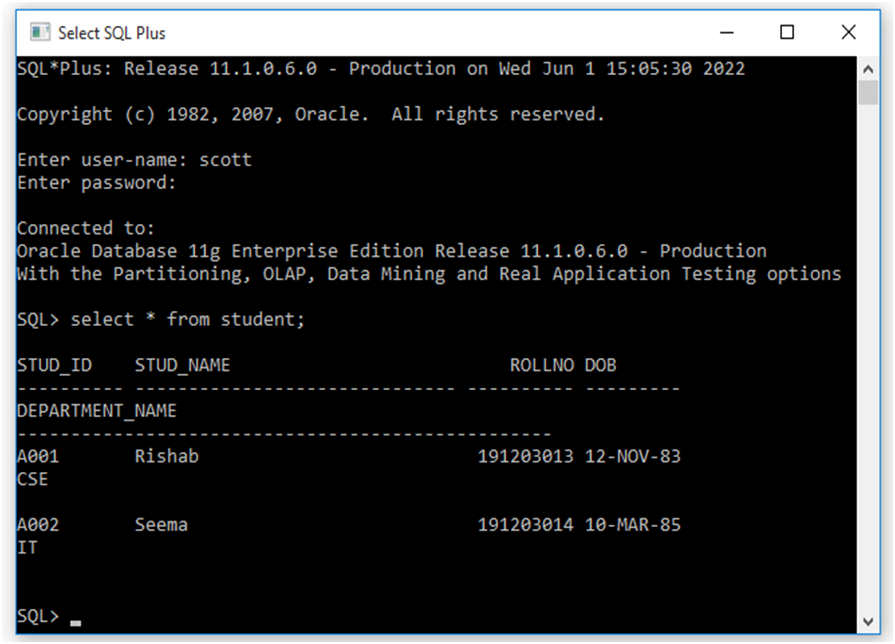 Select SQL Plus
SQL*Plus: Release 11.1.0.6.0 - Production on Wed Jun 1 15:05:30 2022
Copyright (c) 1982, 2007, Oracle.  All rights reserved.
Enter user-name: scott
Enter password:
Connected to:
Oracle Database 11g Enterprise Edition Release 11.1.0.6.0 - Production
With the Partitioning, OLAP, Data Mining and Real Application Testing options
SQL> select * from student;
STUD_ID    STUD_NAME                          ROLLNO DOB
---------- ------------------------------ ---------- ---------
DEPARTMENT_NAME
--------------------------------------------------
A001       Rishab                          191203013 12-NOV-83
CSE
A002       Seema                           191203014 10-MAR-85
IT
SQL> _